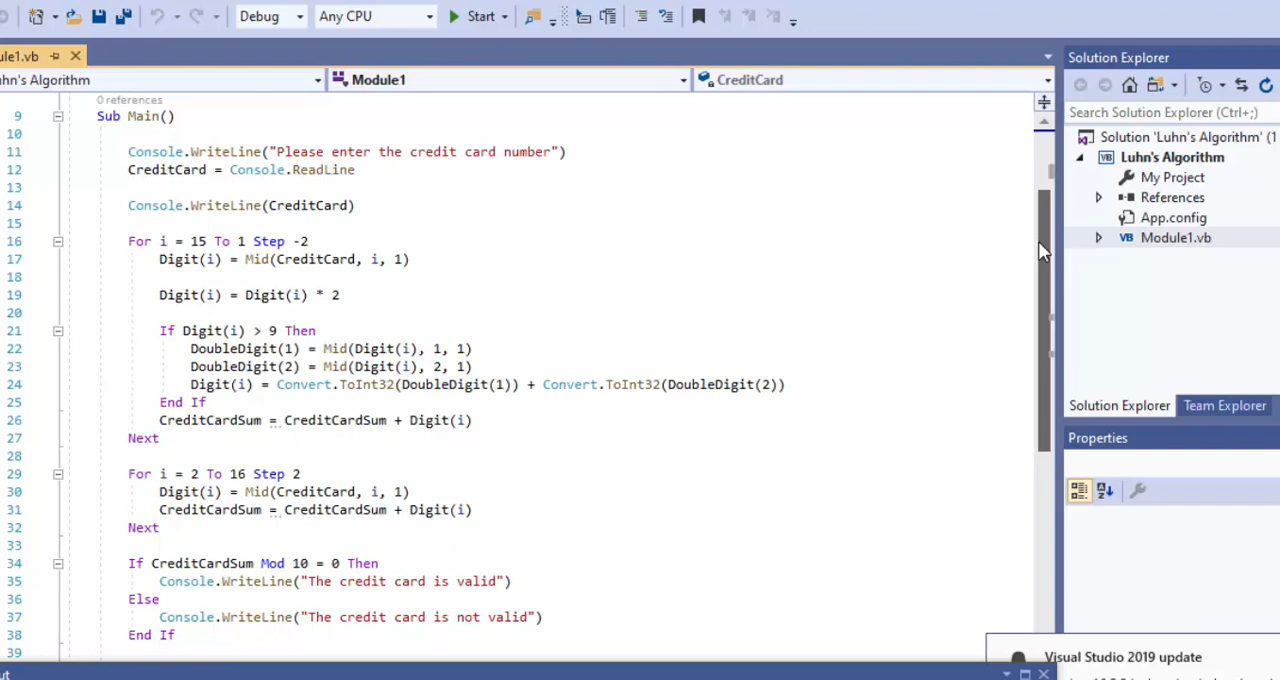 Debug
Any CPU
Start
ule1.vb
uhn's Algorithm
Module1
CreditCard
0 references
9 Sub Main()
10
11 Console.WriteLine("Please enter the credit card number")
12 CreditCard = Console.ReadLine
13
14 Console.WriteLine(CreditCard)
15
16 For i = 15 To 1 Step -2
17 Digit(i) = Mid(CreditCard, i, 1)
18
19 Digit(i) = Digit(i) * 2
20
21 If Digit(i) > 9 Then
22 DoubleDigit(1) = Mid(Digit(i), 1, 1)
23 DoubleDigit(2) = Mid(Digit(i), 2, 1)
24 Digit(i) = Convert.ToInt32(DoubleDigit(1)) + Convert.ToInt32(DoubleDigit(2))
25 End If
26 CreditCardSum = CreditCardSum + Digit(i)
27 Next
28
29 For i = 2 To 16 Step 2
30 Digit(i) = Mid(CreditCard, i, 1)
31 CreditCardSum = CreditCardSum + Digit(i)
32 Next
33
34 If CreditCardSum Mod 10 = 0 Then
35 Console.WriteLine("The credit card is valid")
36 Else
37 Console.WriteLine("The credit card is not valid")
38 End If
39
Solution Explorer
Search Solution Explorer (Ctrl+;)
Solution 'Luhn's Algorithm' (1
VB Luhn's Algorithm
My Project
References
App.config
VB Module1.vb
Solution Explorer
Team Explorer
Properties
Visual Studio 2019 update
ut